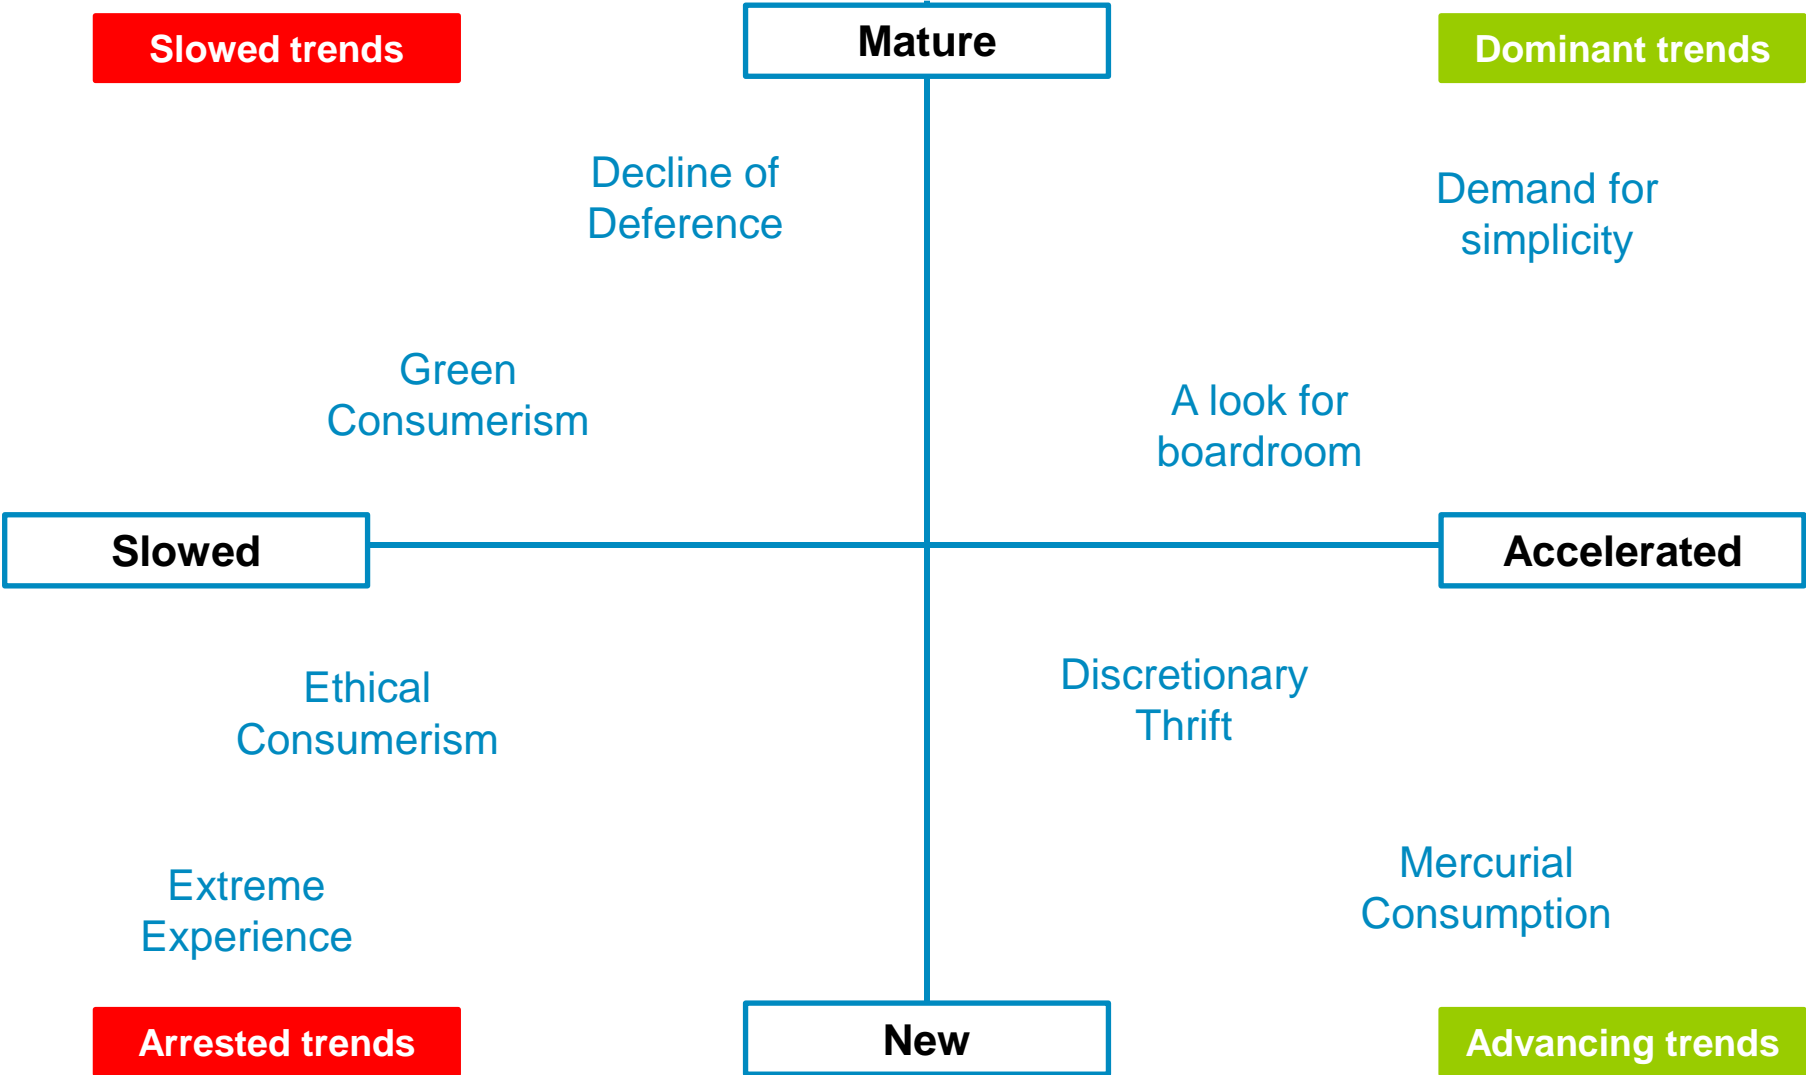 Slowed trends
Mature
Dominant trends
Decline of
Deference
Demand for
simplicity
Green
Consumerism
A look for
boardroom
Slowed
Accelerated
Ethical
Consumerism
Discretionary
Thrift
Extreme
Experience
Mercurial
Consumption
Arrested trends
New
Advancing trends